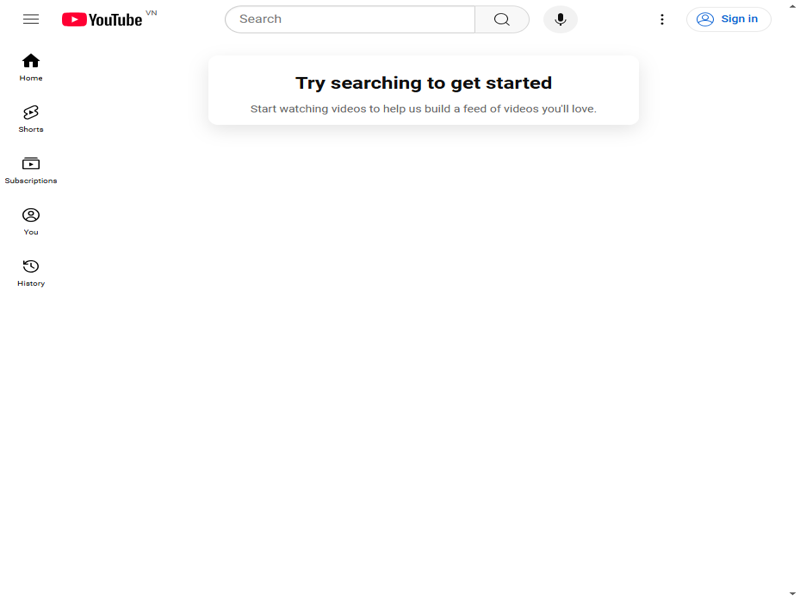 YouTube VN
Search
Sign in
Home
Shorts
Subscriptions
You
History
Try searching to get started
Start watching videos to help us build a feed of videos you'll love.